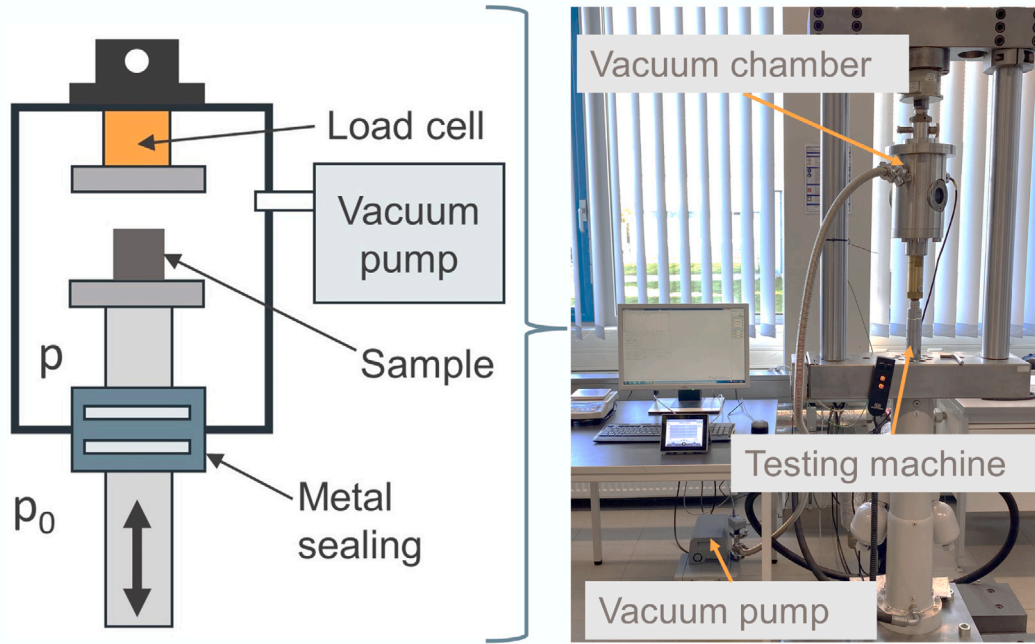 Load cell
Vacuum
pump
Sample
p
p₀
Metal
sealing
Vacuum chamber
Testing machine
Vacuum pump